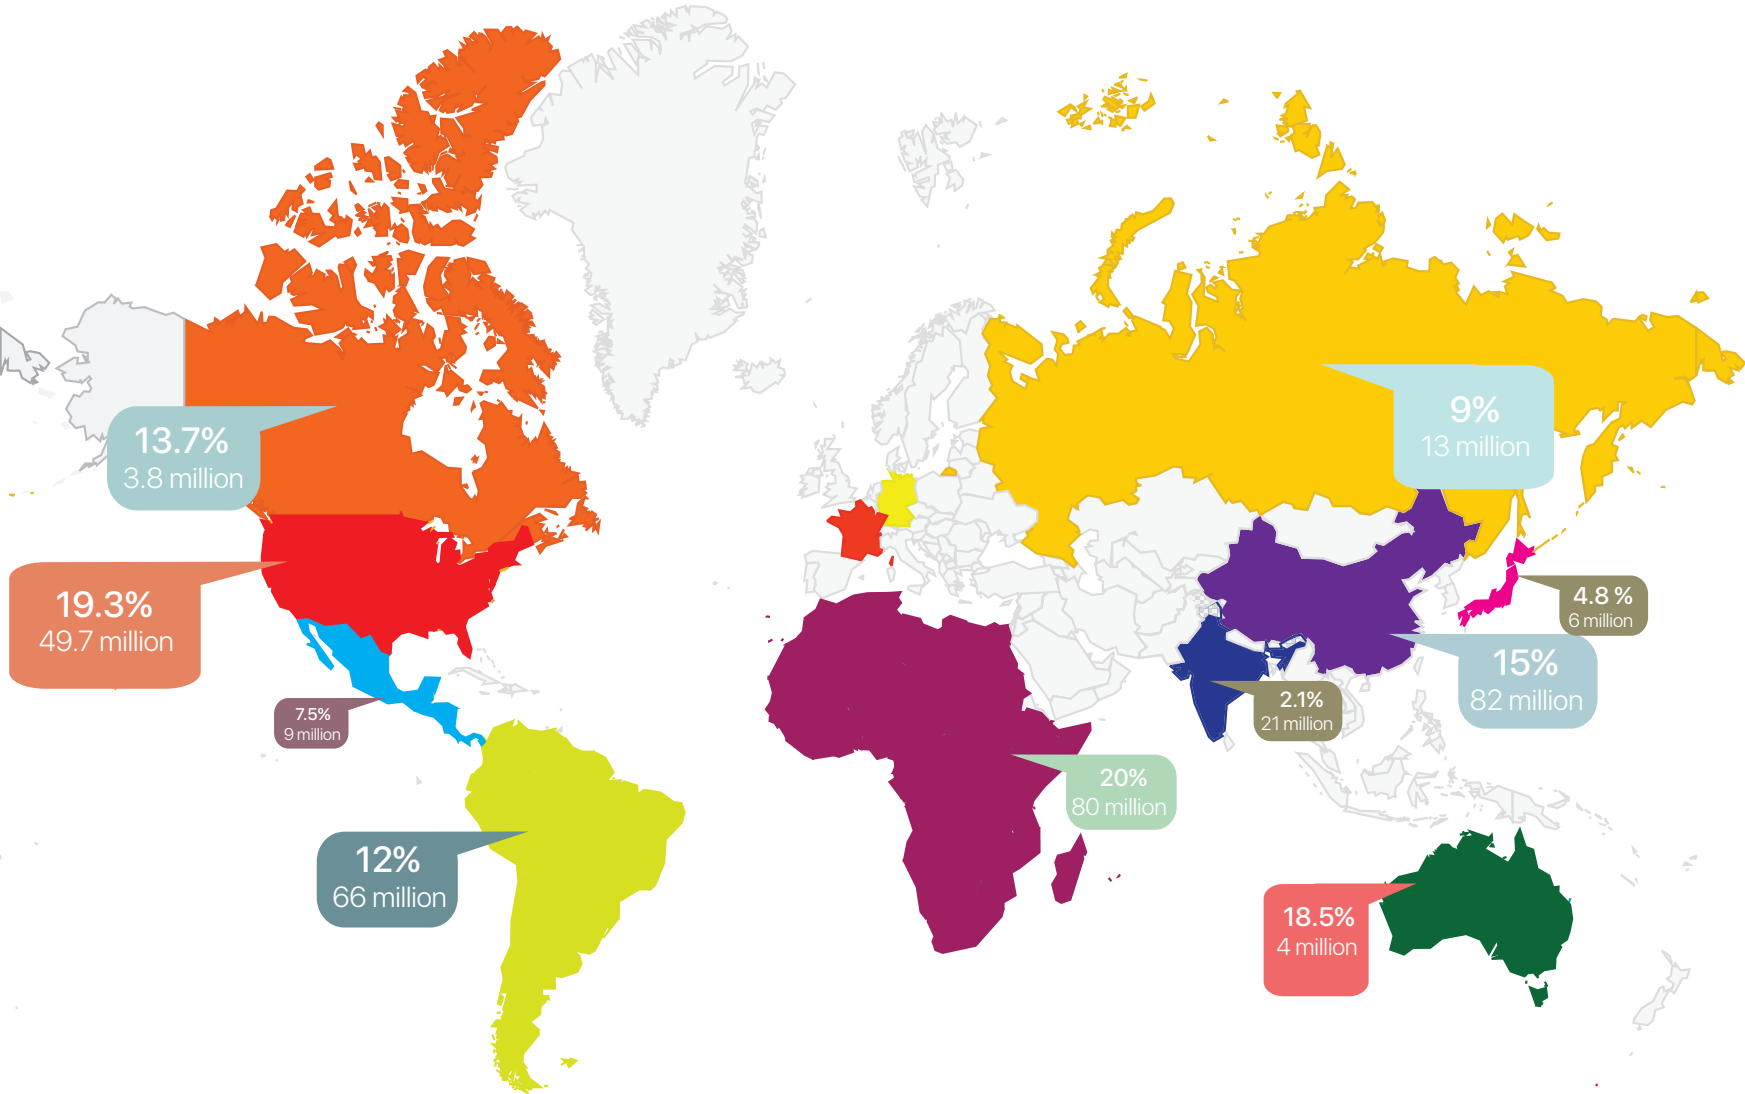 13.7%
3.8 million
9%
13 million
19.3%
49.7 million
4.8 %
6 million
15%
82 million
7.5%
9 million
2.1%
21 million
20%
80 million
12%
66 million
18.5%
4 million